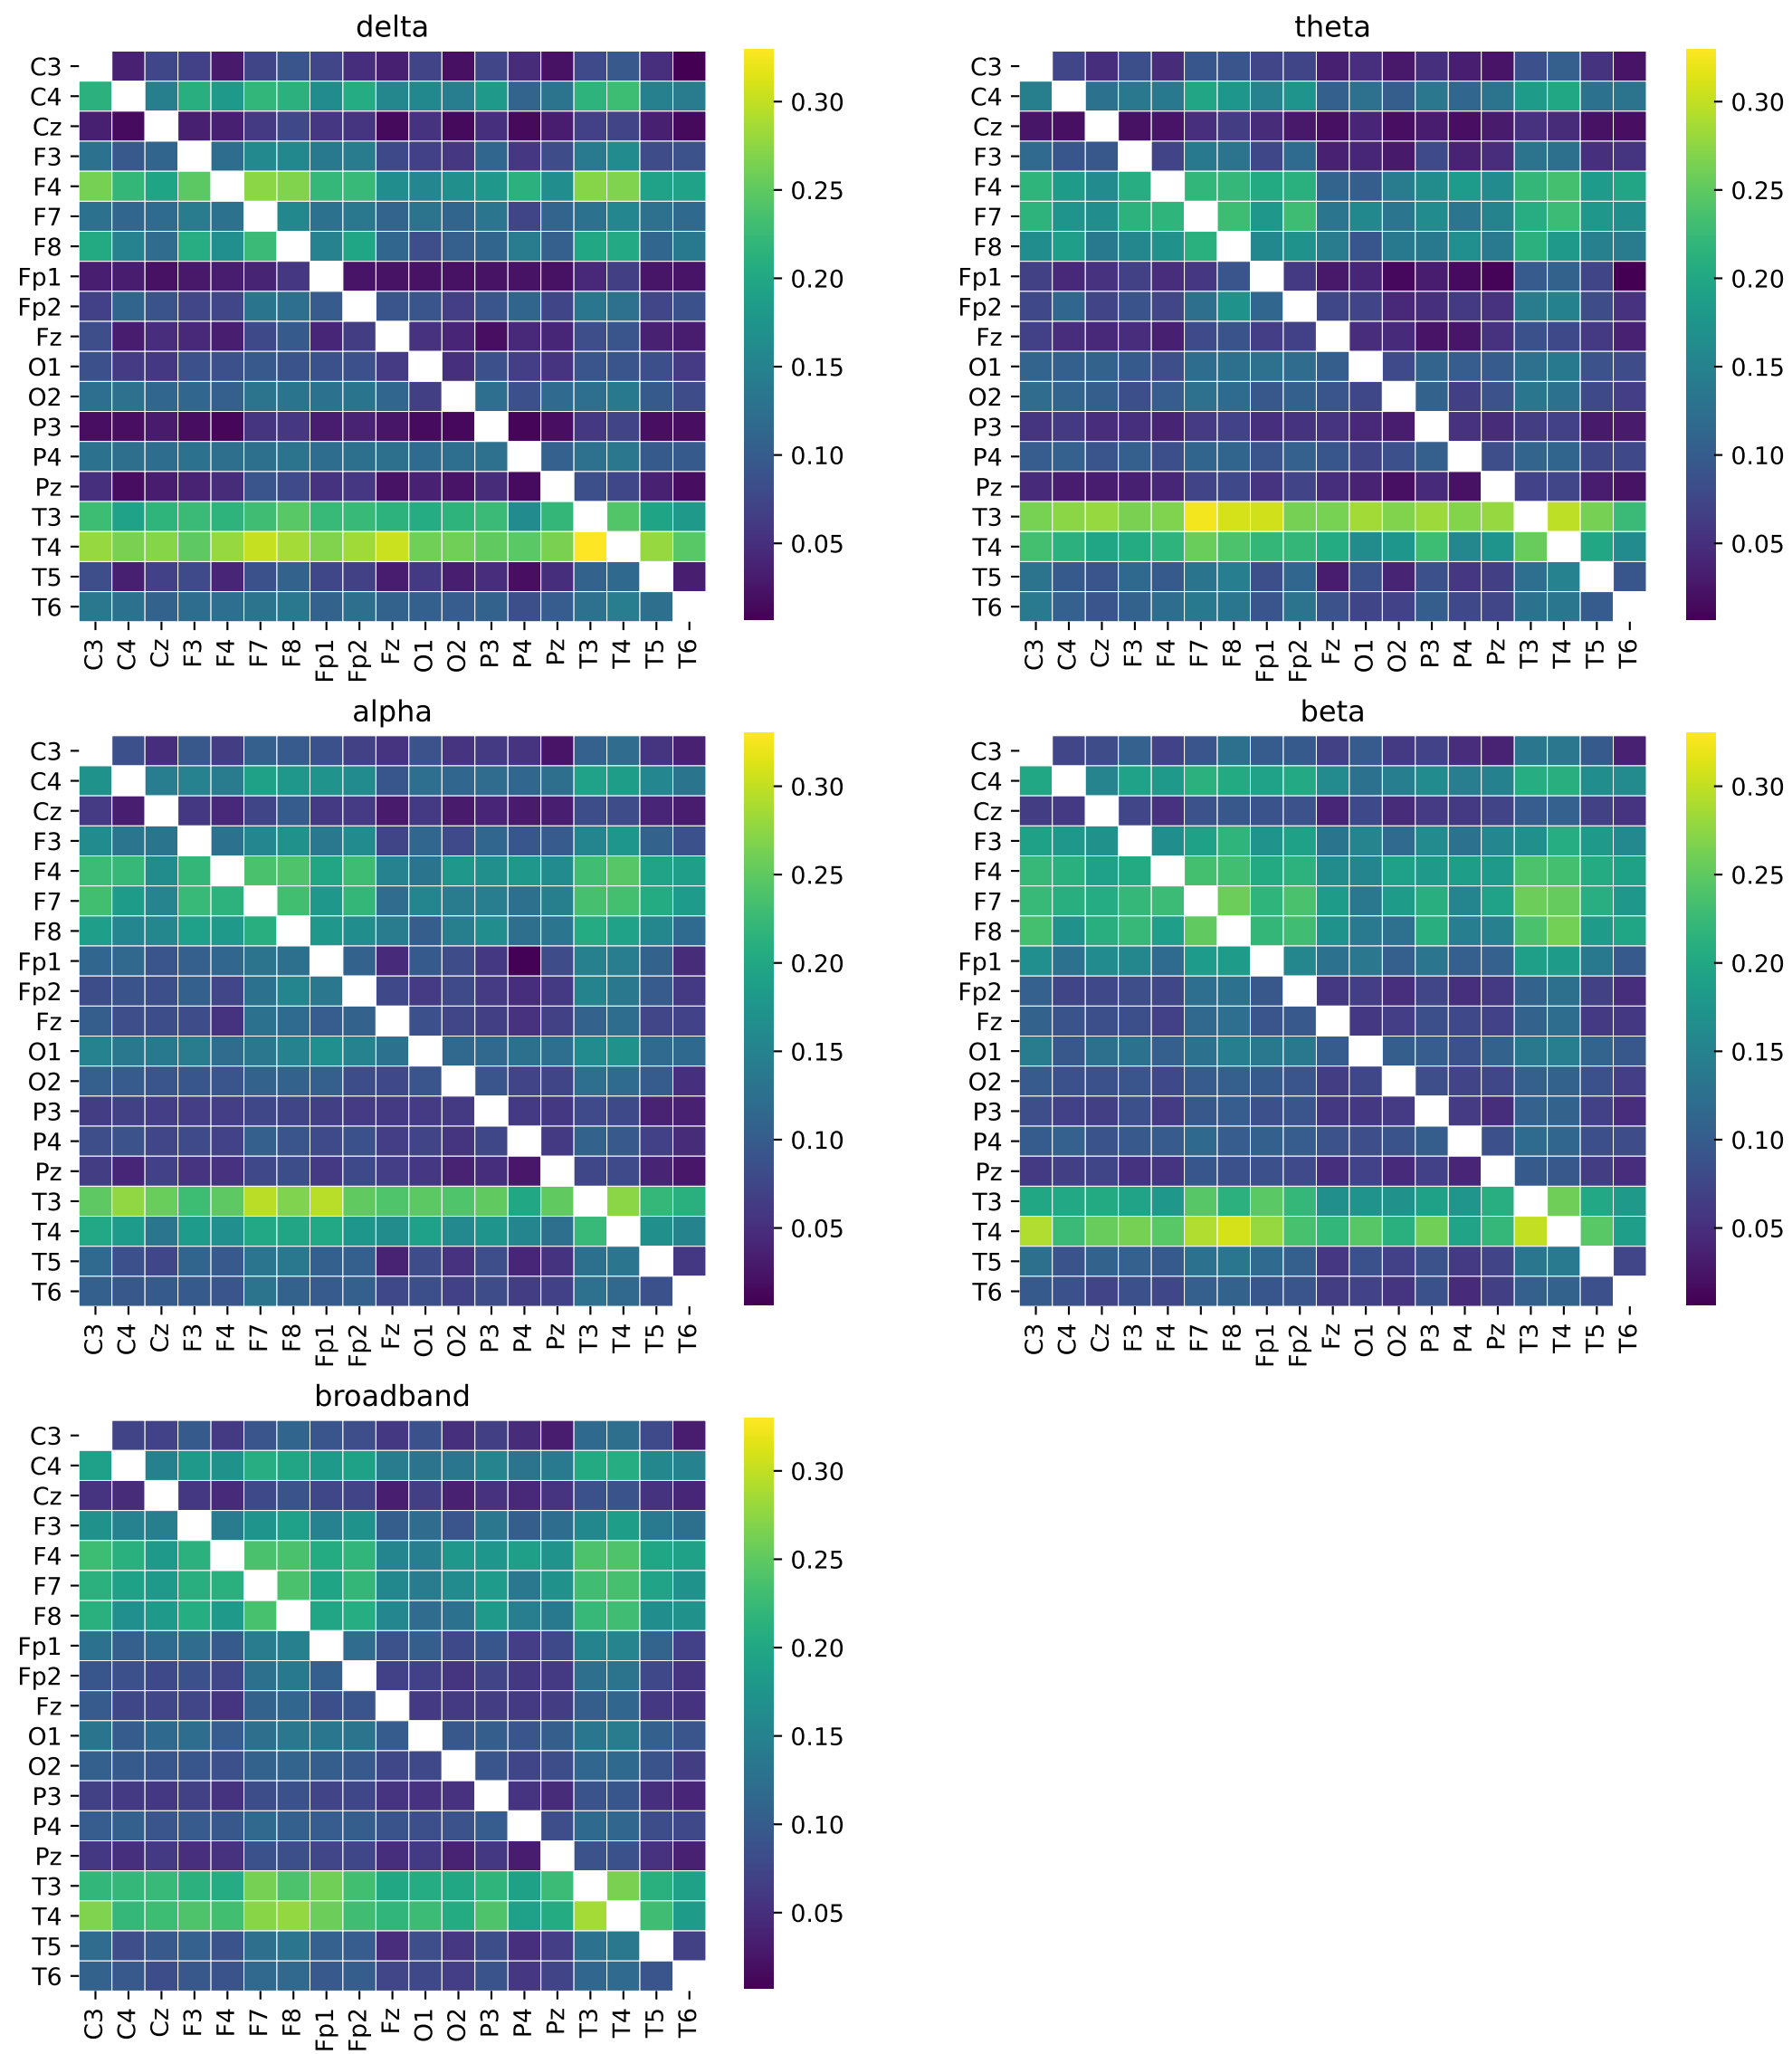 delta
C3
C4
Cz
F3
F4
F7
F8
Fp1
Fp2
Fz
O1
O2
P3
P4
Pz
T3
T4
T5
T6
C3 C4 Cz F3 F4 F7 F8 Fp1 Fp2 Fz O1 O2 P3 P4 Pz T3 T4 T5 T6
0.30
0.25
0.20
0.15
0.10
0.05
theta
C3
C4
Cz
F3
F4
F7
F8
Fp1
Fp2
Fz
O1
O2
P3
P4
Pz
T3
T4
T5
T6
C3 C4 Cz F3 F4 F7 F8 Fp1 Fp2 Fz O1 O2 P3 P4 Pz T3 T4 T5 T6
0.30
0.25
0.20
0.15
0.10
0.05
alpha
C3
C4
Cz
F3
F4
F7
F8
Fp1
Fp2
Fz
O1
O2
P3
P4
Pz
T3
T4
T5
T6
C3 C4 Cz F3 F4 F7 F8 Fp1 Fp2 Fz O1 O2 P3 P4 Pz T3 T4 T5 T6
0.30
0.25
0.20
0.15
0.10
0.05
beta
C3
C4
Cz
F3
F4
F7
F8
Fp1
Fp2
Fz
O1
O2
P3
P4
Pz
T3
T4
T5
T6
C3 C4 Cz F3 F4 F7 F8 Fp1 Fp2 Fz O1 O2 P3 P4 Pz T3 T4 T5 T6
0.30
0.25
0.20
0.15
0.10
0.05
broadband
C3
C4
Cz
F3
F4
F7
F8
Fp1
Fp2
Fz
O1
O2
P3
P4
Pz
T3
T4
T5
T6
C3 C4 Cz F3 F4 F7 F8 Fp1 Fp2 Fz O1 O2 P3 P4 Pz T3 T4 T5 T6
0.30
0.25
0.20
0.15
0.10
0.05